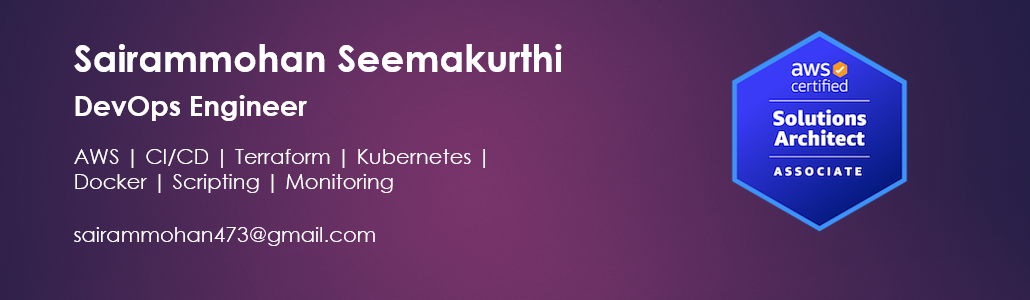 Sairammohan Seemakurthi
DevOps Engineer
AWS | CI/CD | Terraform | Kubernetes |
Docker | Scripting | Monitoring
sairammohan473@gmail.com
aws
certified
Solutions
Architect
ASSOCIATE